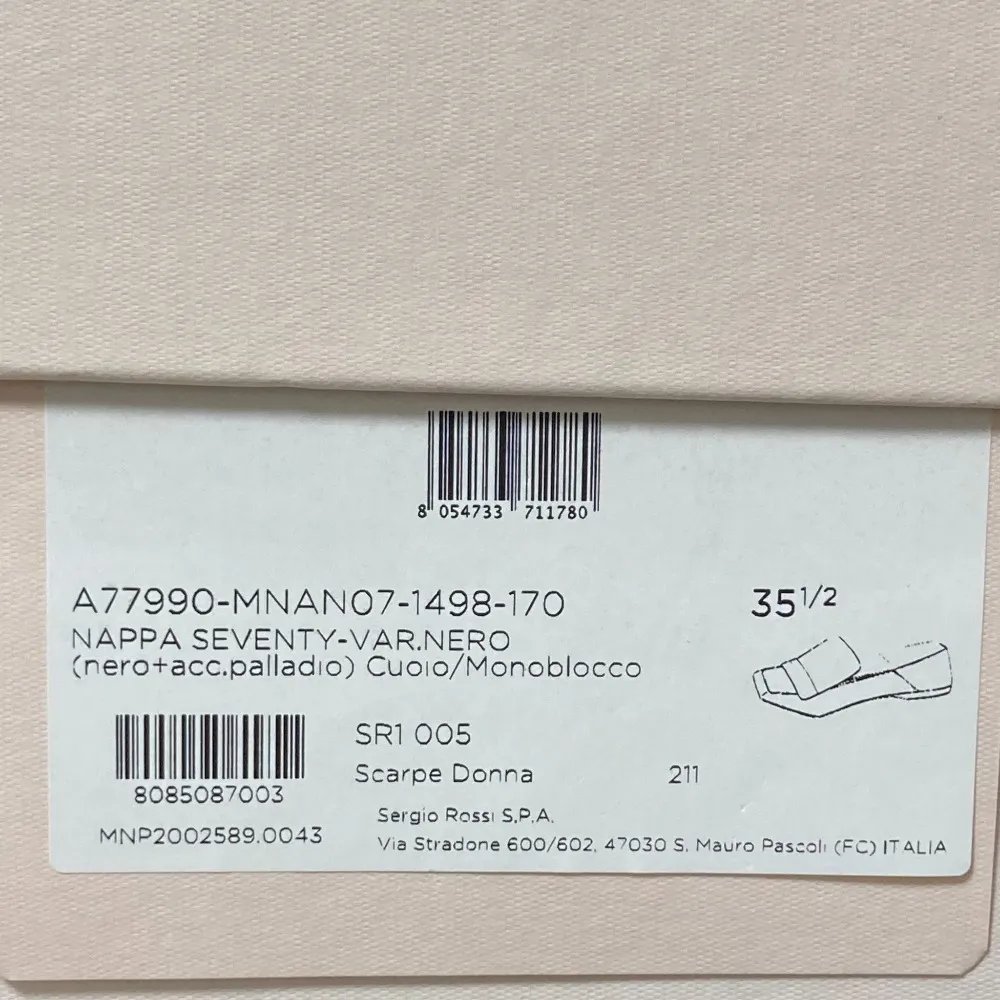 8 054733 711780
A77990-MNAN07-1498-170
35 1/2
NAPPA SEVENTY-VAR.NERO
(nero+acc.palladio) Cuoio/Monoblocco
SR1 005
8085087003
Scarpe Donna 211
MNP2002589.0043
Sergio Rossi S.P.A.
Via Stradone 600/602, 47030 S. Mauro Pascoli (FC) ITALIA